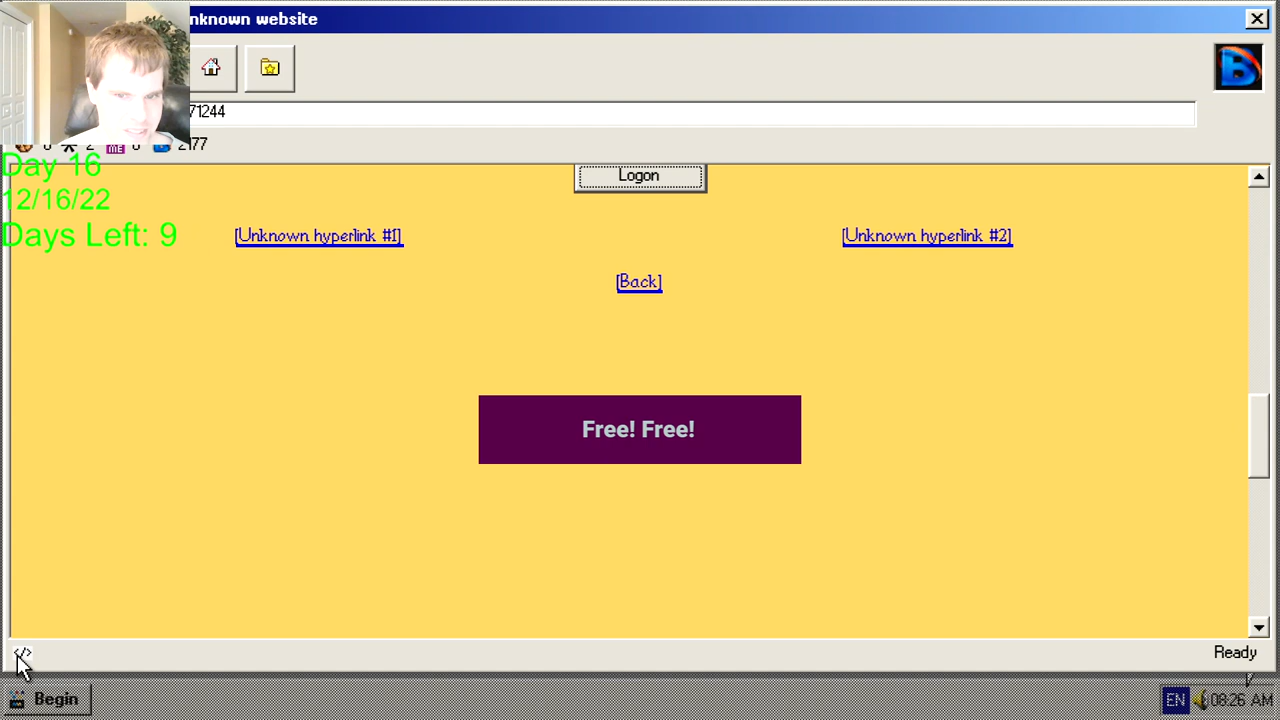 nknown website
71244
2177
Day 16
12/16/22
Days Left: 9
Logon
[Unknown hyperlink #1]
[Unknown hyperlink #2]
[Back]
Free! Free!
</>
Ready
Begin
EN
08:26 AM